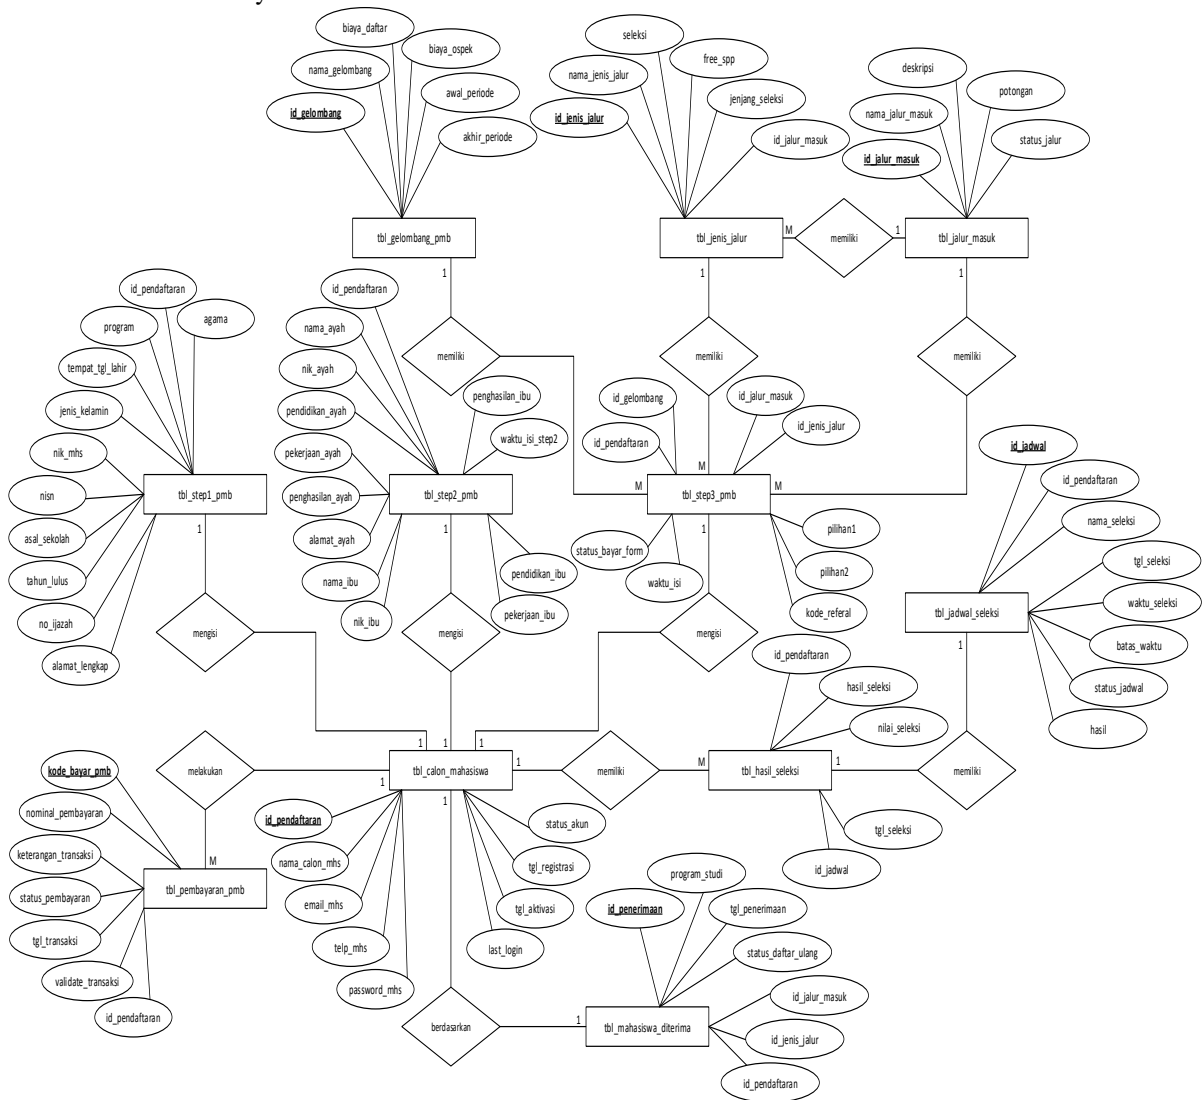 y
biaya_daftar
biaya_ospek
nama_gelombang
awal_periode
id_gelombang
akhir_periode
seleksi
free_spp
nama_jenis_jalur
jenjang_seleksi
id_jenis_jalur
id_jalur_masuk
deskripsi
potongan
nama_jalur_masuk
status_jalur
id_jalur_masuk
tbl_gelombang_pmb
tbl_jenis_jalur
M
memiliki
1
tbl_jalur_masuk
1
1
1
id_pendaftaran
agama
program
tempat_tgl_lahir
jenis_kelamin
nik_mhs
nisn
asal_sekolah
tahun_lulus
no_ijazah
alamat_lengkap
tbl_step1_pmb
1
id_pendaftaran
nama_ayah
nik_ayah
pendidikan_ayah
pekerjaan_ayah
penghasilan_ayah
alamat_ayah
nama_ibu
nik_ibu
penghasilan_ibu
waktu_isi_step2
pendidikan_ibu
pekerjaan_ibu
tbl_step2_pmb
1
memiliki
memiliki
memiliki
id_gelombang
id_jalur_masuk
id_jenis_jalur
id_pendaftaran
M
M
M
tbl_step3_pmb
1
status_bayar_form
waktu_isi
pilihan1
pilihan2
kode_referal
id_jadwal
id_pendaftaran
nama_seleksi
tgl_seleksi
waktu_seleksi
batas_waktu
status_jadwal
hasil
tbl_jadwal_seleksi
1
mengisi
mengisi
mengisi
id_pendaftaran
hasil_seleksi
nilai_seleksi
1
1
1
melakukan
1
tbl_calon_mahasiswa
1
memiliki
M
tbl_hasil_seleksi
1
memiliki
1
tgl_seleksi
id_jadwal
kode_bayar_pmb
nominal_pembayaran
keterangan_transaksi
status_pembayaran
tgl_transaksi
validate_transaksi
id_pendaftaran
M
tbl_pembayaran_pmb
id_pendaftaran
nama_calon_mhs
email_mhs
telp_mhs
password_mhs
status_akun
tgl_registrasi
tgl_aktivasi
last_login
program_studi
id_penerimaan
tgl_penerimaan
status_daftar_ulang
id_jalur_masuk
id_jenis_jalur
id_pendaftaran
berdasarkan
1
tbl_mahasiswa_diterima